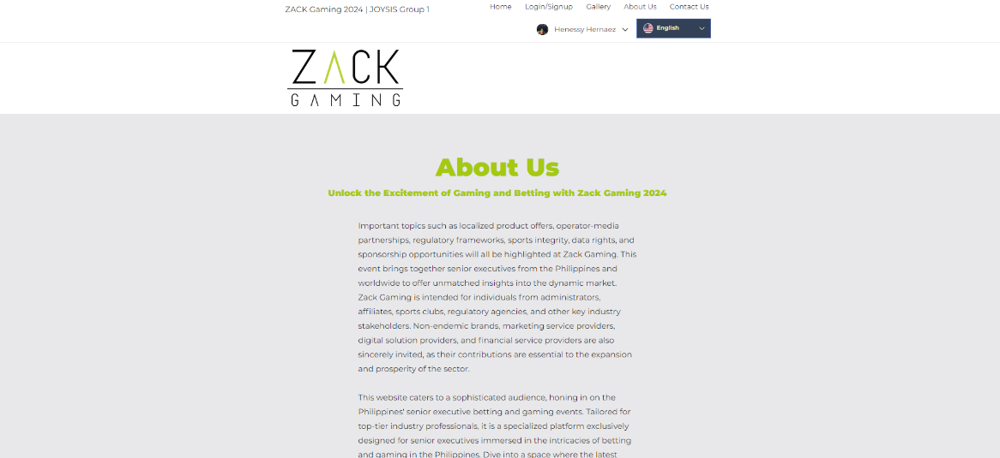 ZACK Gaming 2024 | JOYSIS Group 1
Home Login/Signup Gallery About Us Contact Us
Henessy Hernaez English
ZACK
GAMING
About Us
Unlock the Excitement of Gaming and Betting with Zack Gaming 2024
Important topics such as localized product offers, operator-media
partnerships, regulatory frameworks, sports integrity, data rights, and
sponsorship opportunities will all be highlighted at Zack Gaming. This
event brings together senior executives from the Philippines and
worldwide to offer unmatched insights into the dynamic market.
Zack Gaming is intended for individuals from administrators,
affiliates, sports clubs, regulatory agencies, and other key industry
stakeholders. Non-endemic brands, marketing service providers,
digital solution providers, and financial service providers are also
sincerely invited, as their contributions are essential to the expansion
and prosperity of the sector.
This website caters to a sophisticated audience, honing in on the
Philippines' senior executive betting and gaming events. Tailored for
top-tier industry professionals, it is a specialized platform exclusively
designed for senior executives immersed in the intricacies of betting
and gaming in the Philippines. Dive into a space where the latest